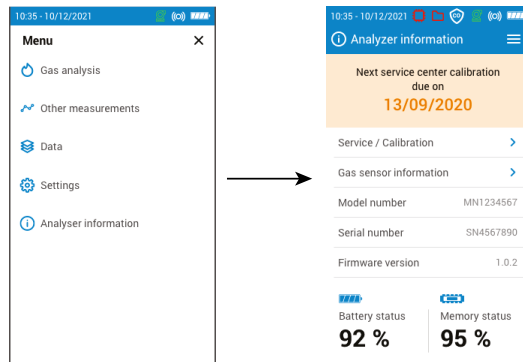 10:35 - 10/12/2021
Menu
Gas analysis
Other measurements
Data
Settings
Analyser information
10:35 - 10/12/2021 CO
Analyzer information
Next service center calibration
due on
13/09/2020
Service / Calibration
Gas sensor information
Model number MN1234567
Serial number SN4567890
Firmware version 1.0.2
Battery status Memory status
92 % 95 %